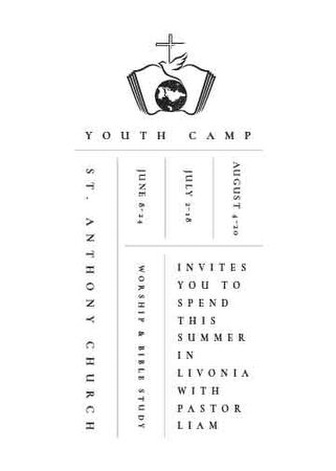 YOUTH CAMP
ST. ANTHONY CHURCH
JUNE 8-24
JULY 2-18
AUGUST 4-20
WORSHIP & BIBLE STUDY
INVITES
YOU TO
SPEND
THIS
SUMMER
IN
LIVONIA
WITH
PASTOR
LIAM